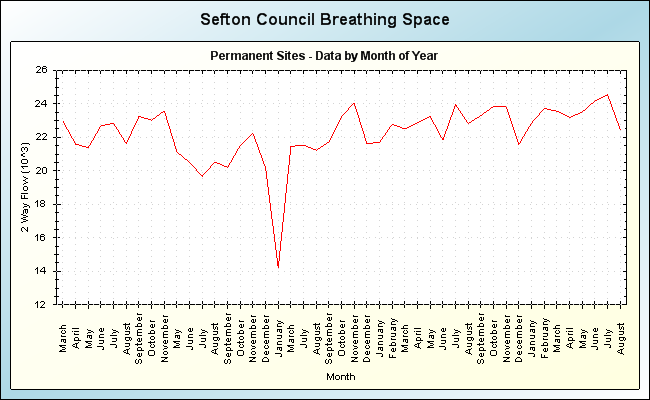 Sefton Council Breathing Space
Permanent Sites - Data by Month of Year
2 Way Flow (10^3)
26
24
22
20
18
16
14
12
March
April
May
June
July
August
September
October
November
May
June
July
August
September
October
November
December
January
March
July
August
September
October
November
December
January
February
March
April
May
June
July
August
September
October
November
December
January
February
March
April
May
June
July
August
Month